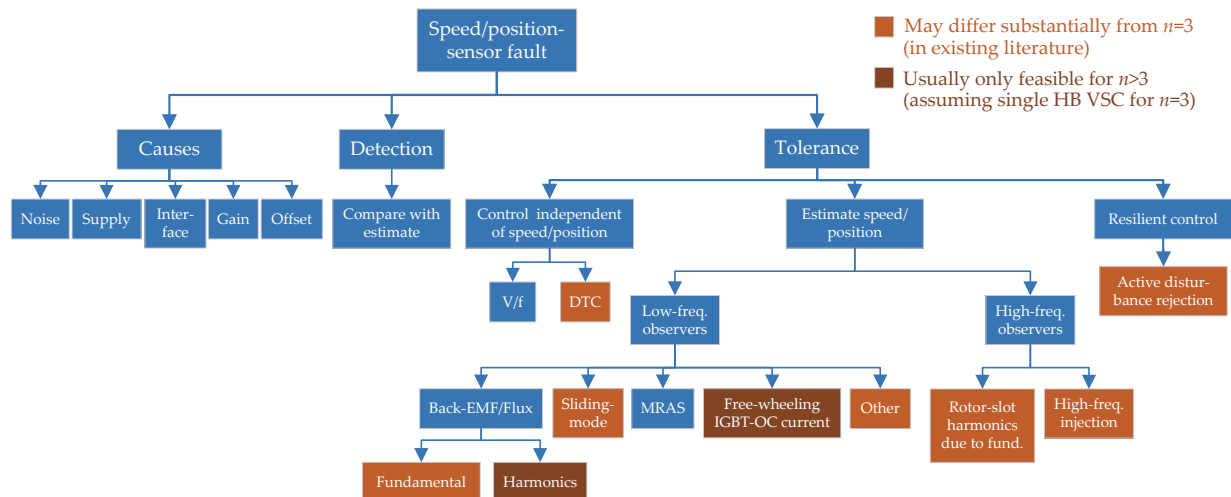 Speed/position-
sensor fault
May differ substantially from n=3
(in existing literature)
Usually only feasible for n>3
(assuming single HB VSC for n=3)
Causes
Detection
Tolerance
Noise
Supply
Inter-
face
Gain
Offset
Compare with
estimate
Control independent
of speed/position
Estimate speed/
position
Resilient control
V/f
DTC
Low-freq.
observers
High-freq.
observers
Active distur-
bance rejection
Back-EMF/Flux
Sliding-
mode
MRAS
Free-wheeling
IGBT-OC current
Other
Rotor-slot
harmonics
due to fund.
High-freq.
injection
Fundamental
Harmonics